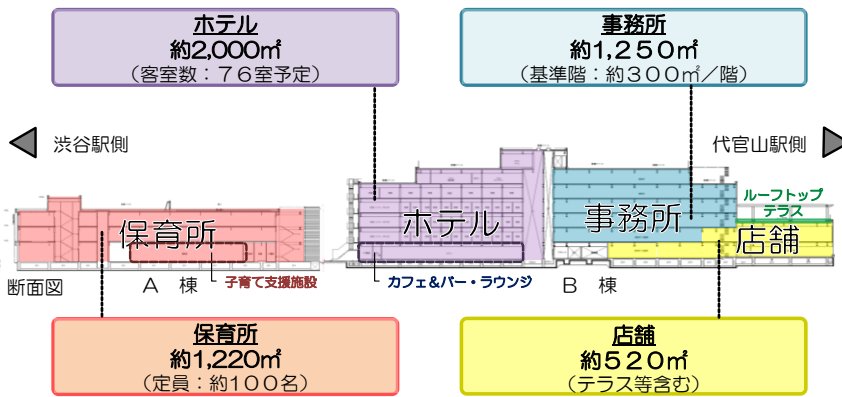 ホテル
約2,000㎡
（客室数：７６室予定）
事務所
約1,２５０㎡
（基準階：約３００㎡／階）
渋谷駅側
代官山駅側
ルーフトップ
テラス
保育所
ホテル
事務所
店舗
断面図
Ａ　棟
子育て支援施設
カフェ＆バー・ラウンジ
Ｂ　棟
保育所
約1,220㎡
（定員：約１００名）
店舗
約５２０㎡
（テラス等含む）